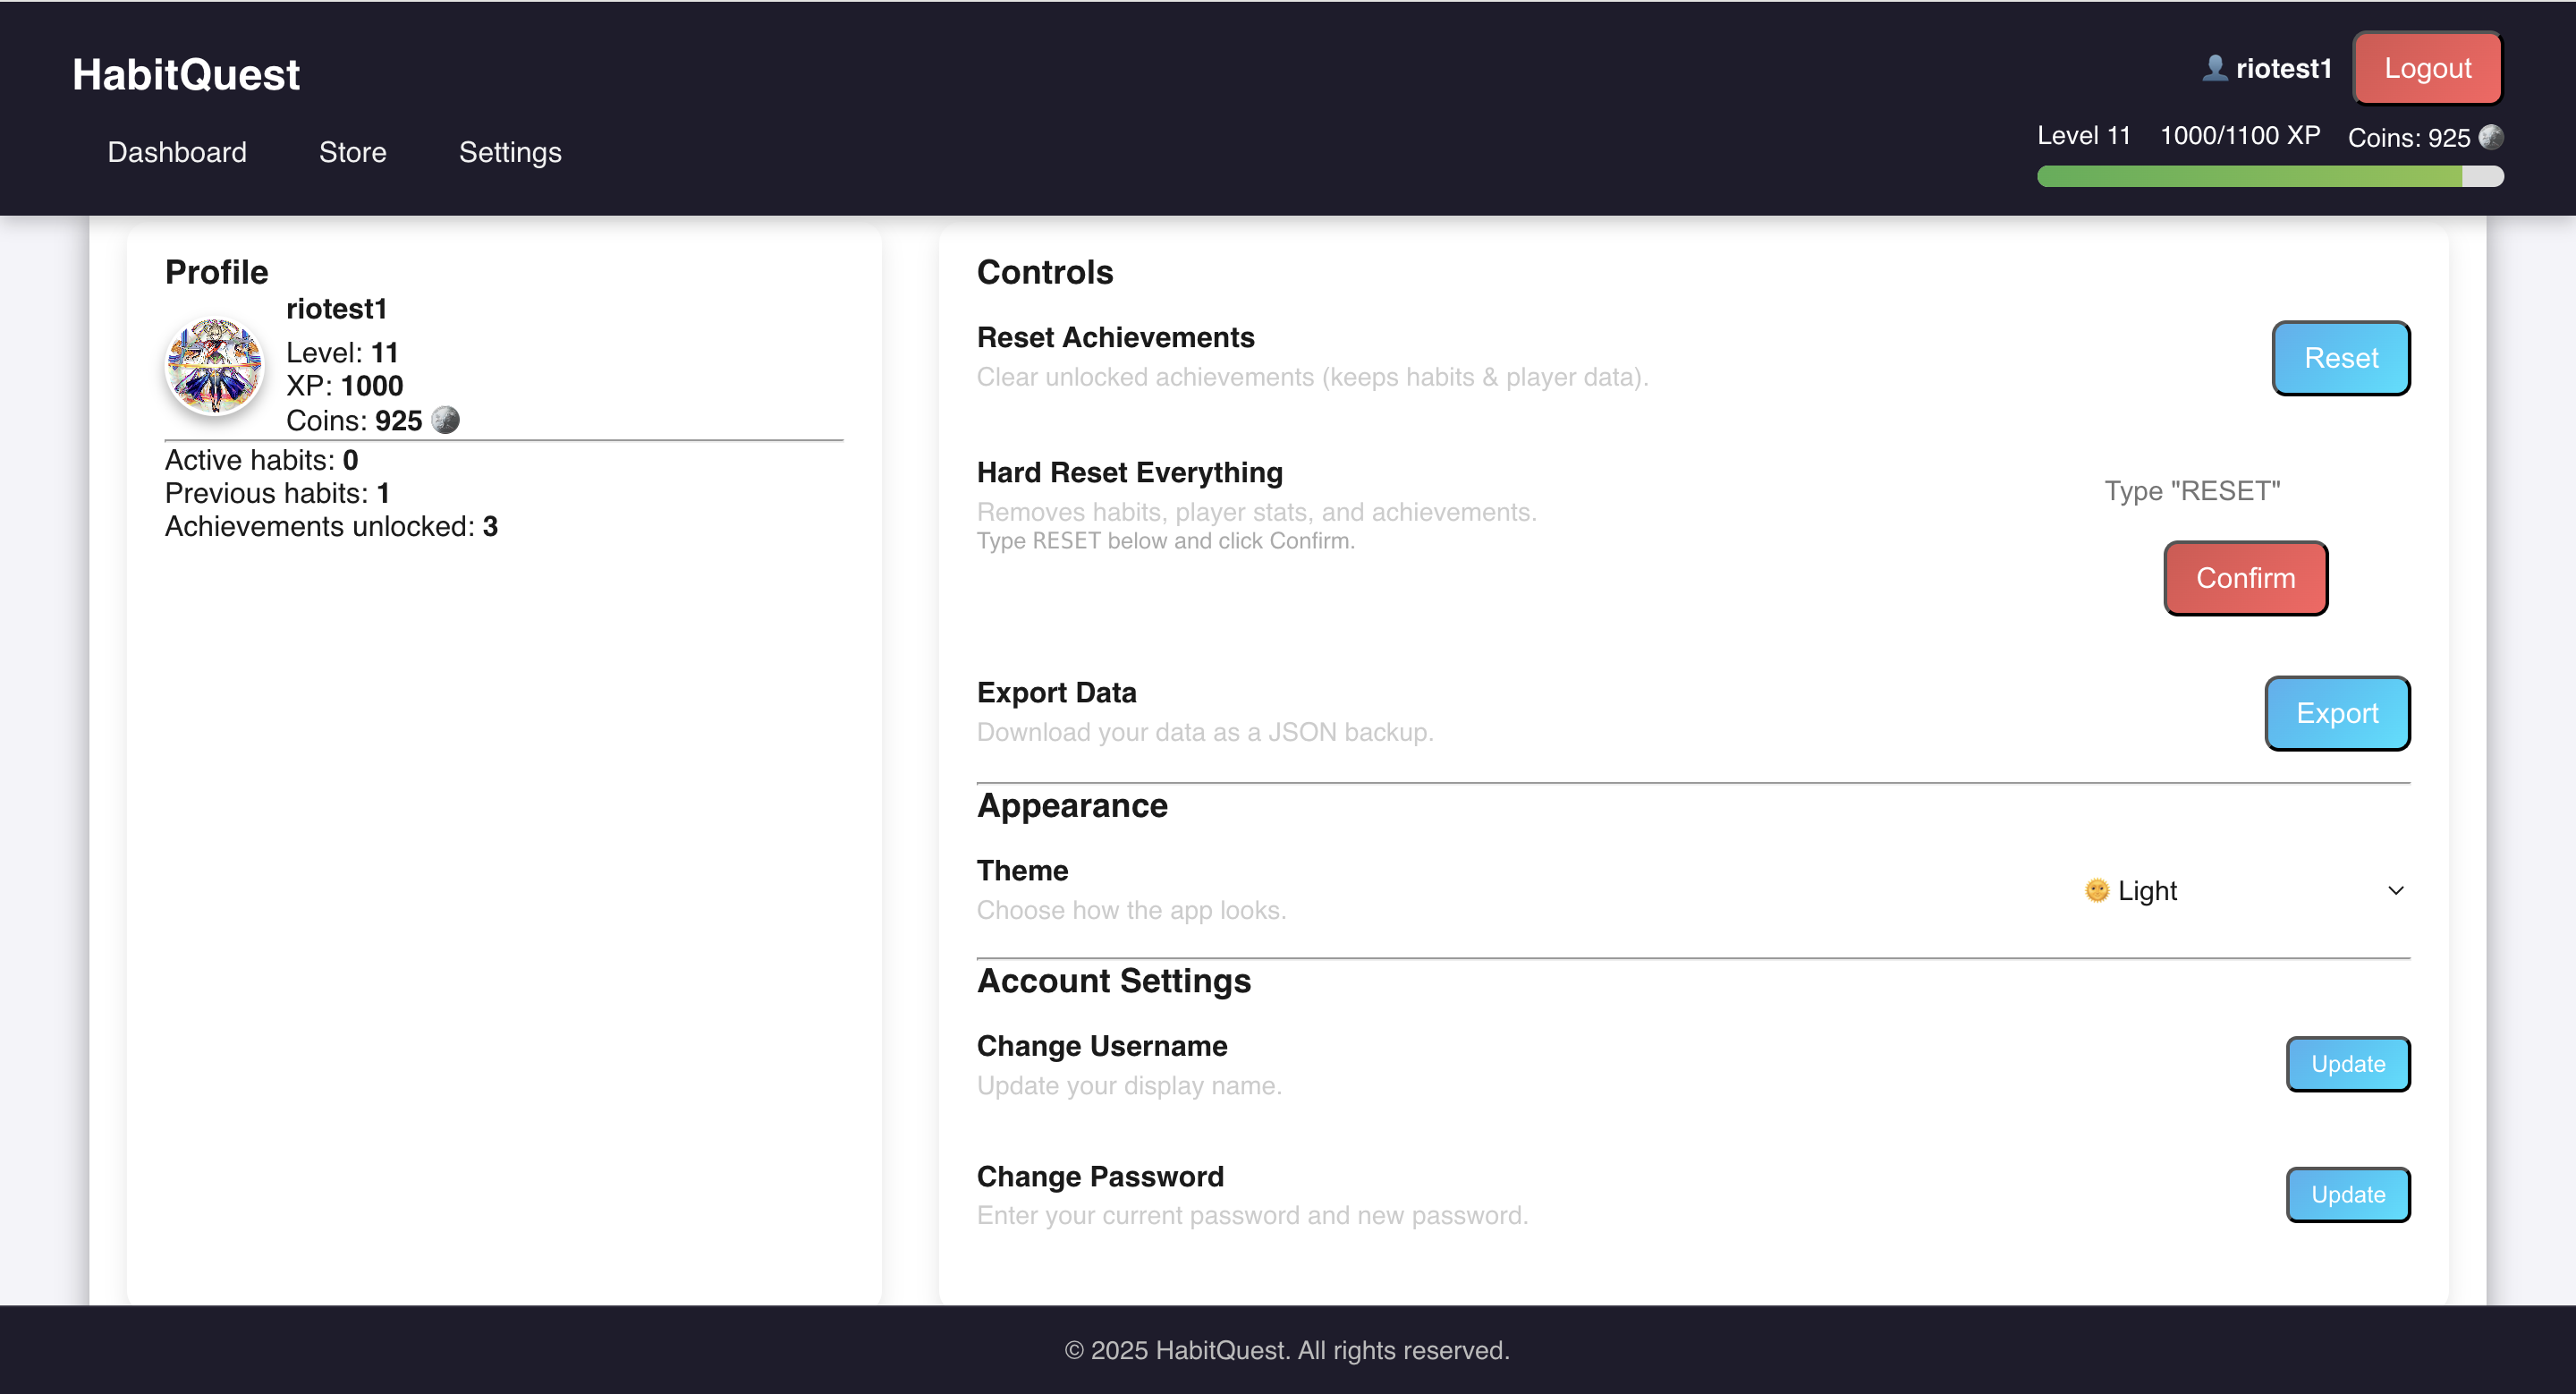 HabitQuest
Dashboard Store Settings
riotest1 Logout
Level 11 1000/1100 XP Coins: 925
Profile
riotest1
Level: 11
XP: 1000
Coins: 925
Active habits: 0
Previous habits: 1
Achievements unlocked: 3
Controls
Reset Achievements
Clear unlocked achievements (keeps habits & player data).
Reset
Hard Reset Everything
Removes habits, player stats, and achievements.
Type RESET below and click Confirm.
Type "RESET"
Confirm
Export Data
Download your data as a JSON backup.
Export
Appearance
Theme
Choose how the app looks.
Light
Account Settings
Change Username
Update your display name.
Update
Change Password
Enter your current password and new password.
Update
© 2025 HabitQuest. All rights reserved.